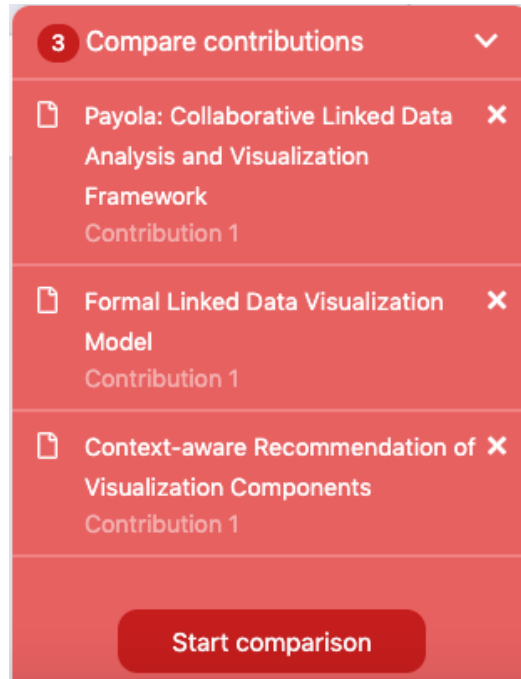 3 Compare contributions
Payola: Collaborative Linked Data
Analysis and Visualization
Framework
Contribution 1
Formal Linked Data Visualization
Model
Contribution 1
Context-aware Recommendation of
Visualization Components
Contribution 1
Start comparison